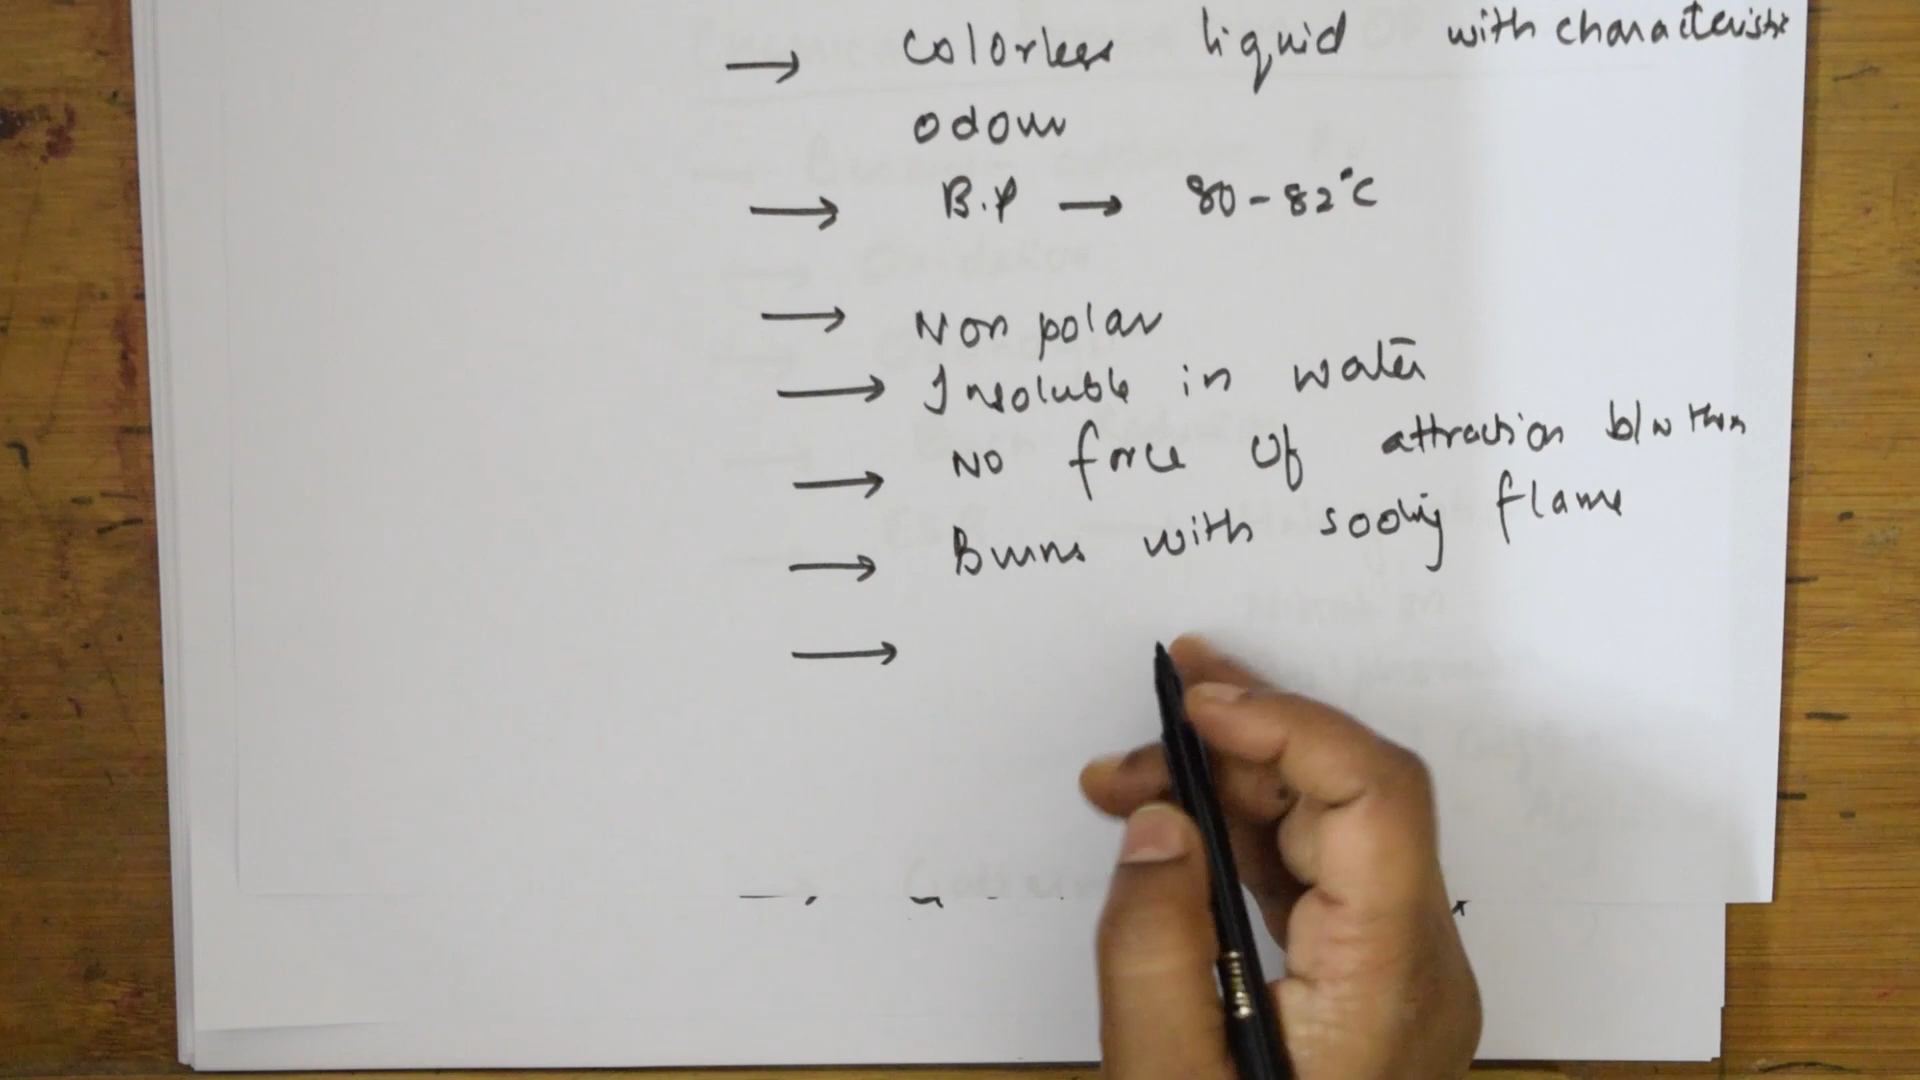 → Colorless liquid with characteristic
odour
→ B.P → 80-82°C
→ Non polar
→ Insoluble in water
→ No force of attraction b/w them
→ Burns with sooty flame
→